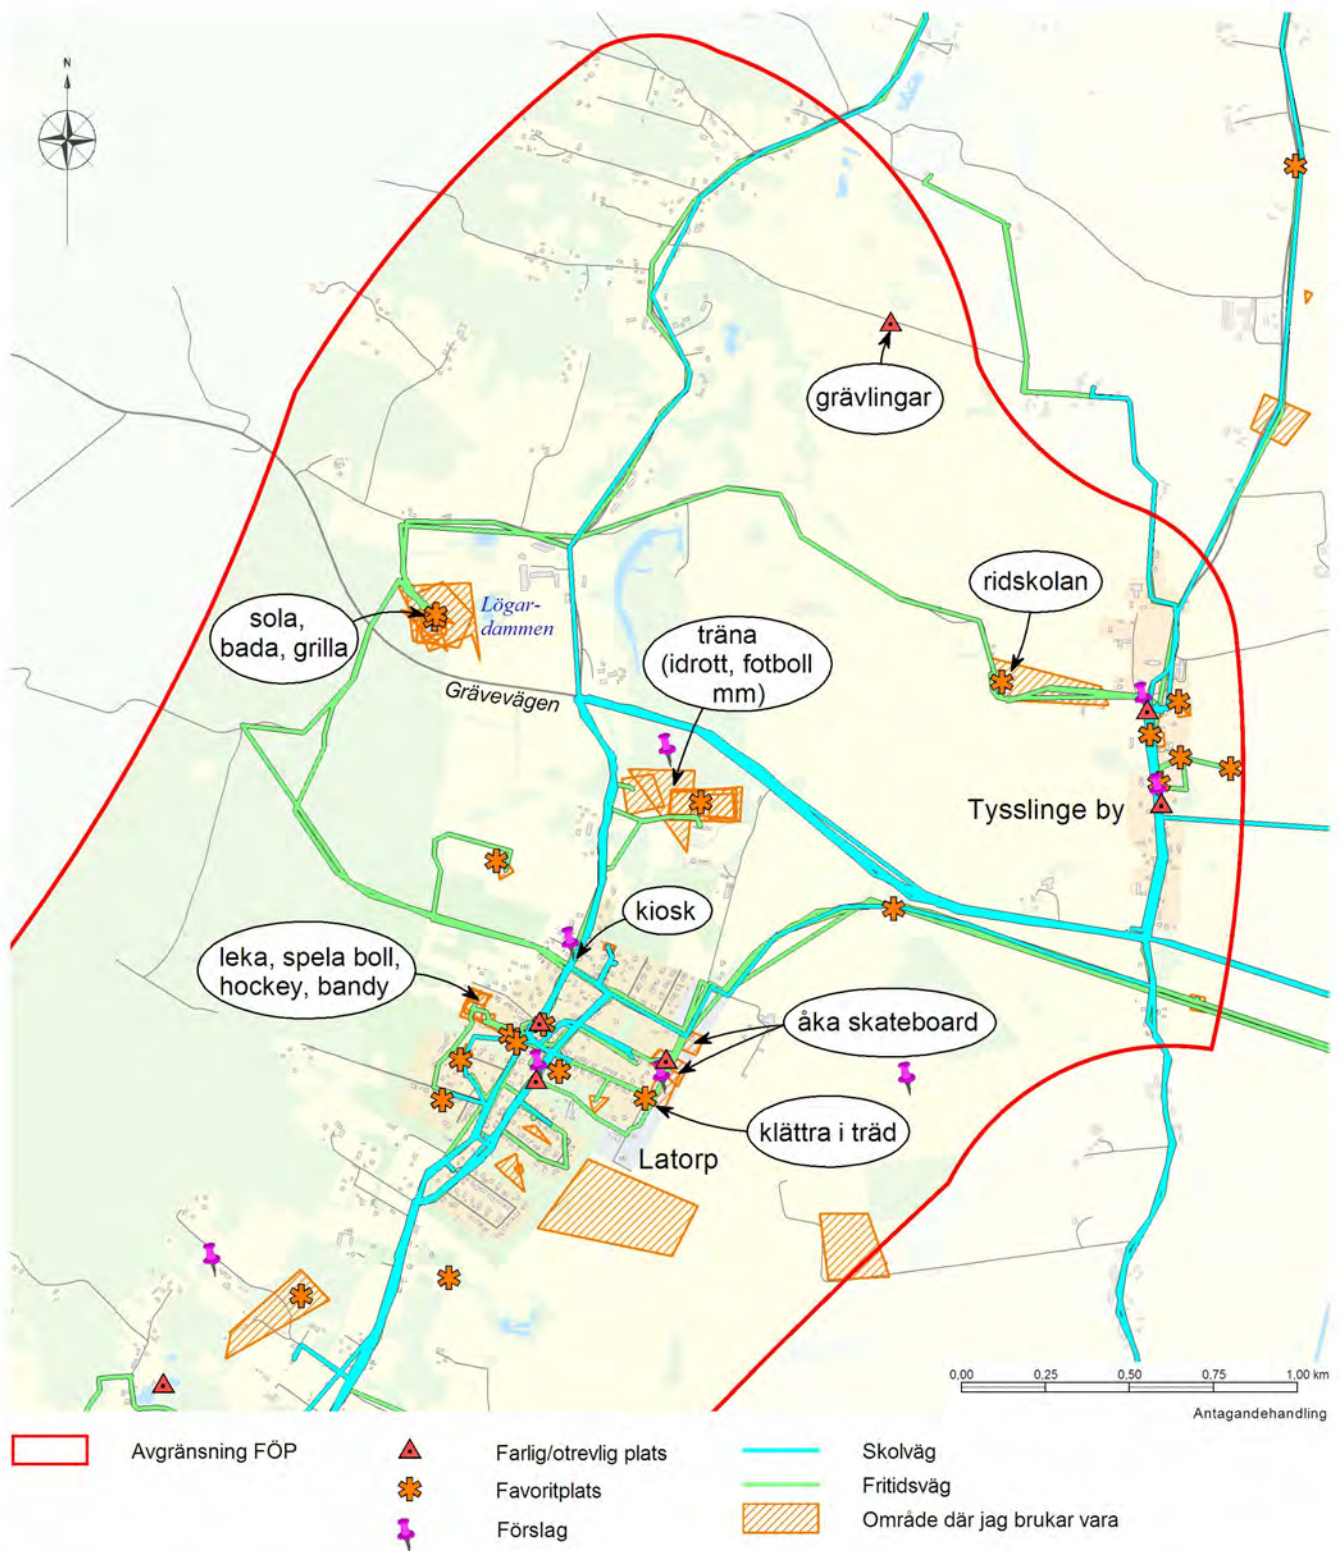 N
grävlingar
ridskolan
sola,
bada, grilla
Lögar-
dammen
träna
(idrott, fotboll
mm)
Grävevägen
Tysslinge by
kiosk
leka, spela boll,
hockey, bandy
åka skateboard
klättra i träd
Latorp
0,00 0,25 0,50 0,75 1,00 km
Antagandehandling
Avgränsning FÖP
Farlig/otrevlig plats
Favoritplats
Förslag
Skolväg
Fritidsväg
Område där jag brukar vara